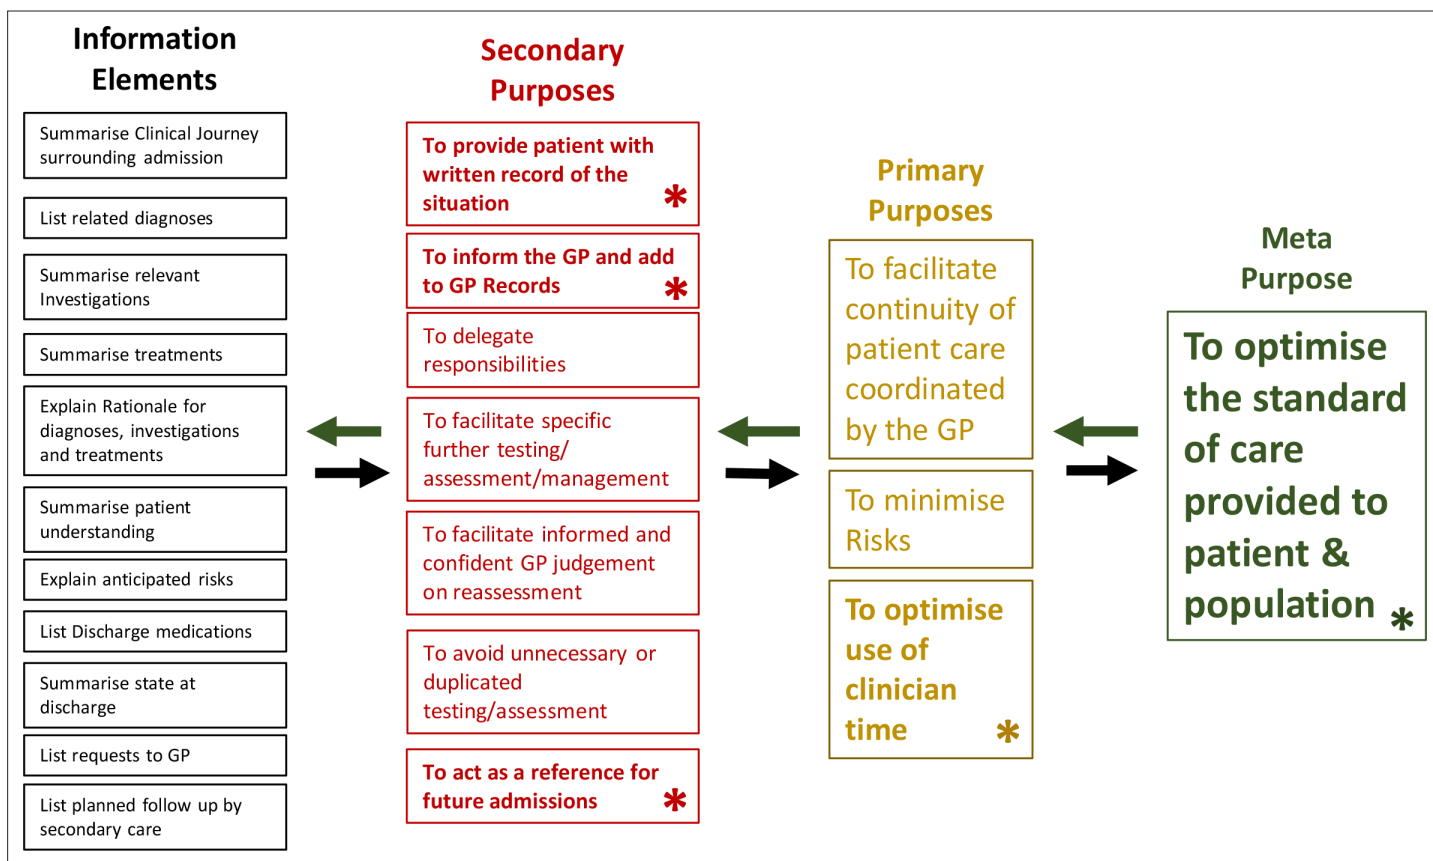 Information
Elements
Summarise Clinical Journey
surrounding admission
List related diagnoses
Summarise relevant
Investigations
Summarise treatments
Explain Rationale for
diagnoses, investigations
and treatments
Summarise patient
understanding
Explain anticipated risks
List Discharge medications
Summarise state at
discharge
List requests to GP
List planned follow up by
secondary care
Secondary
Purposes
To provide patient with
written record of the
situation *
To inform the GP and add
to GP Records *
To delegate
responsibilities
To facilitate specific
further testing/
assessment/management
To facilitate informed and
confident GP judgement
on reassessment
To avoid unnecessary or
duplicated
testing/assessment
To act as a reference for
future admissions *
Primary
Purposes
To facilitate
continuity of
patient care
coordinated
by the GP
To minimise
Risks
To optimise
use of
clinician
time *
Meta
Purpose
To optimise
the standard
of care
provided to
patient &
population *